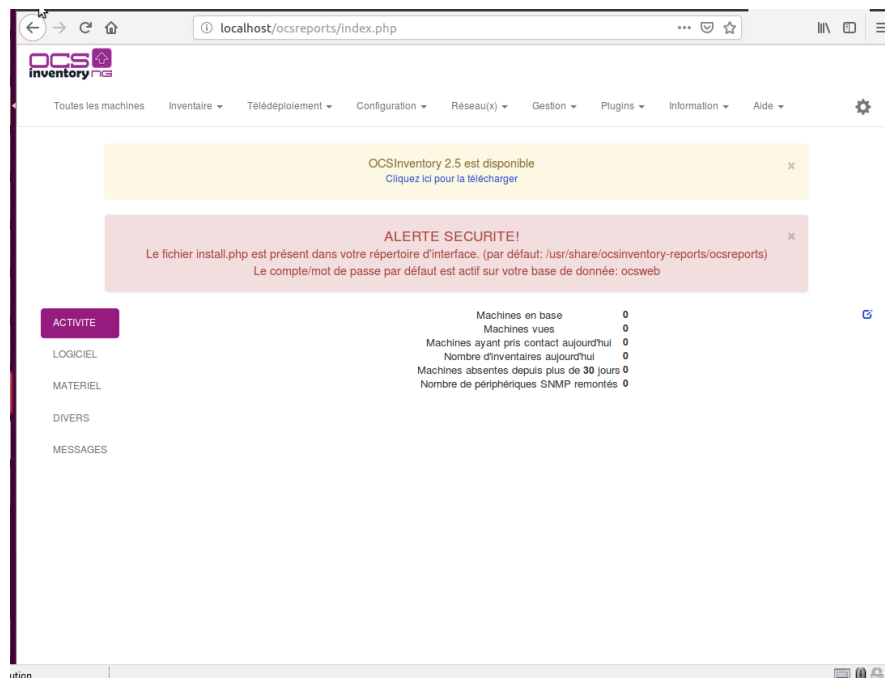 localhost/ocsreports/index.php
OCS
inventory NG
Toutes les machines Inventaire Télédéploiement Configuration Réseau(x) Gestion Plugins Information Aide
OCSInventory 2.5 est disponible
Cliquez ici pour la télécharger
ALERTE SECURITE!
Le fichier install.php est présent dans votre répertoire d'interface. (par défaut: /usr/share/ocsinventory-reports/ocsreports)
Le compte/mot de passe par défaut est actif sur votre base de donnée: ocsweb
ACTIVITE
LOGICIEL
MATERIEL
DIVERS
MESSAGES
Machines en base 0
Machines vues 0
Machines ayant pris contact aujourd'hui 0
Nombre d'inventaires aujourd'hui 0
Machines absentes depuis plus de 30 jours 0
Nombre de périphériques SNMP remontés 0
ution